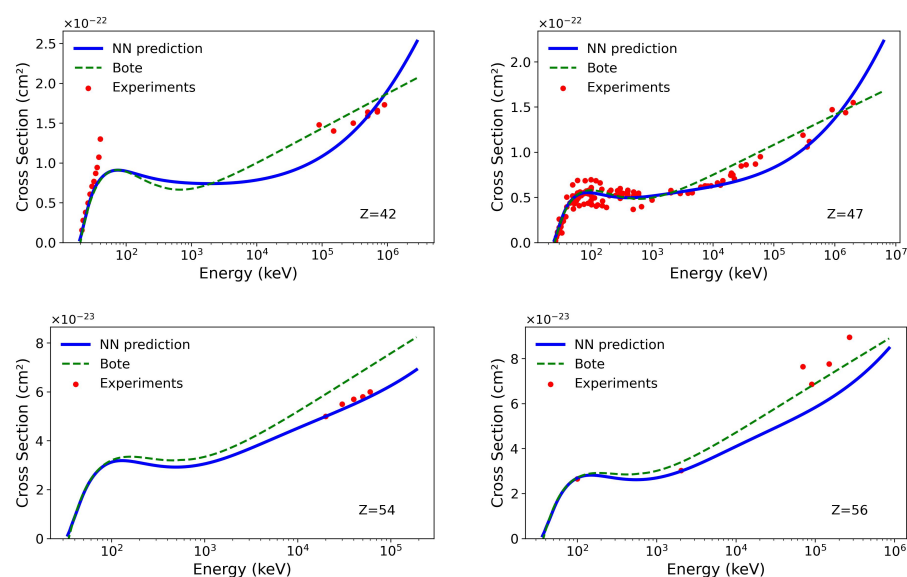 ×10⁻²²
2.5
2.0
1.5
1.0
0.5
0.0
Cross Section (cm²)
NN prediction
Bote
Experiments
Z=42
10² 10³ 10⁴ 10⁵ 10⁶
Energy (keV)
×10⁻²²
2.0
1.5
1.0
0.5
0.0
Cross Section (cm²)
NN prediction
Bote
Experiments
Z=47
10² 10³ 10⁴ 10⁵ 10⁶ 10⁷
Energy (keV)
×10⁻²³
8
6
4
2
0
Cross Section (cm²)
NN prediction
Bote
Experiments
Z=54
10² 10³ 10⁴ 10⁵
Energy (keV)
×10⁻²³
8
6
4
2
0
Cross Section (cm²)
NN prediction
Bote
Experiments
Z=56
10² 10³ 10⁴ 10⁵ 10⁶
Energy (keV)